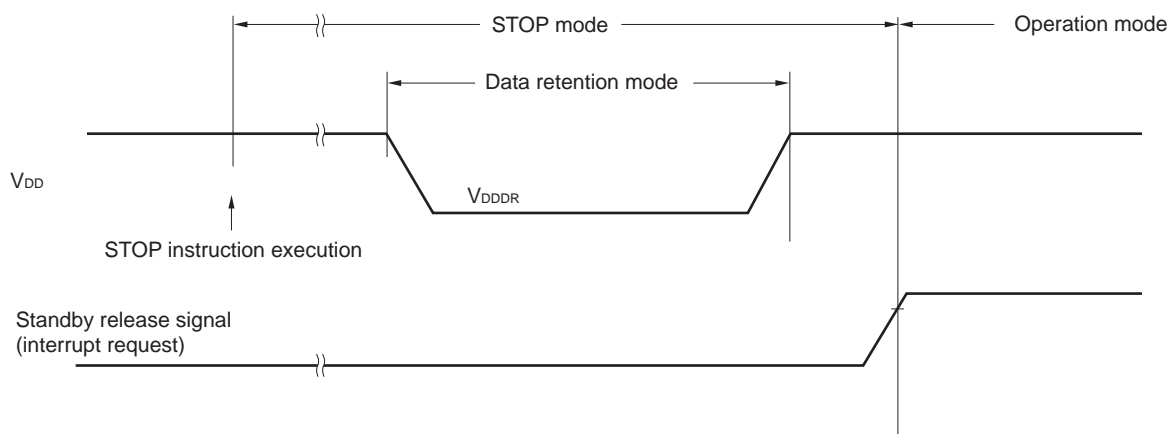 STOP mode
Operation mode
Data retention mode
VDD
VDDDR
STOP instruction execution
Standby release signal
(interrupt request)